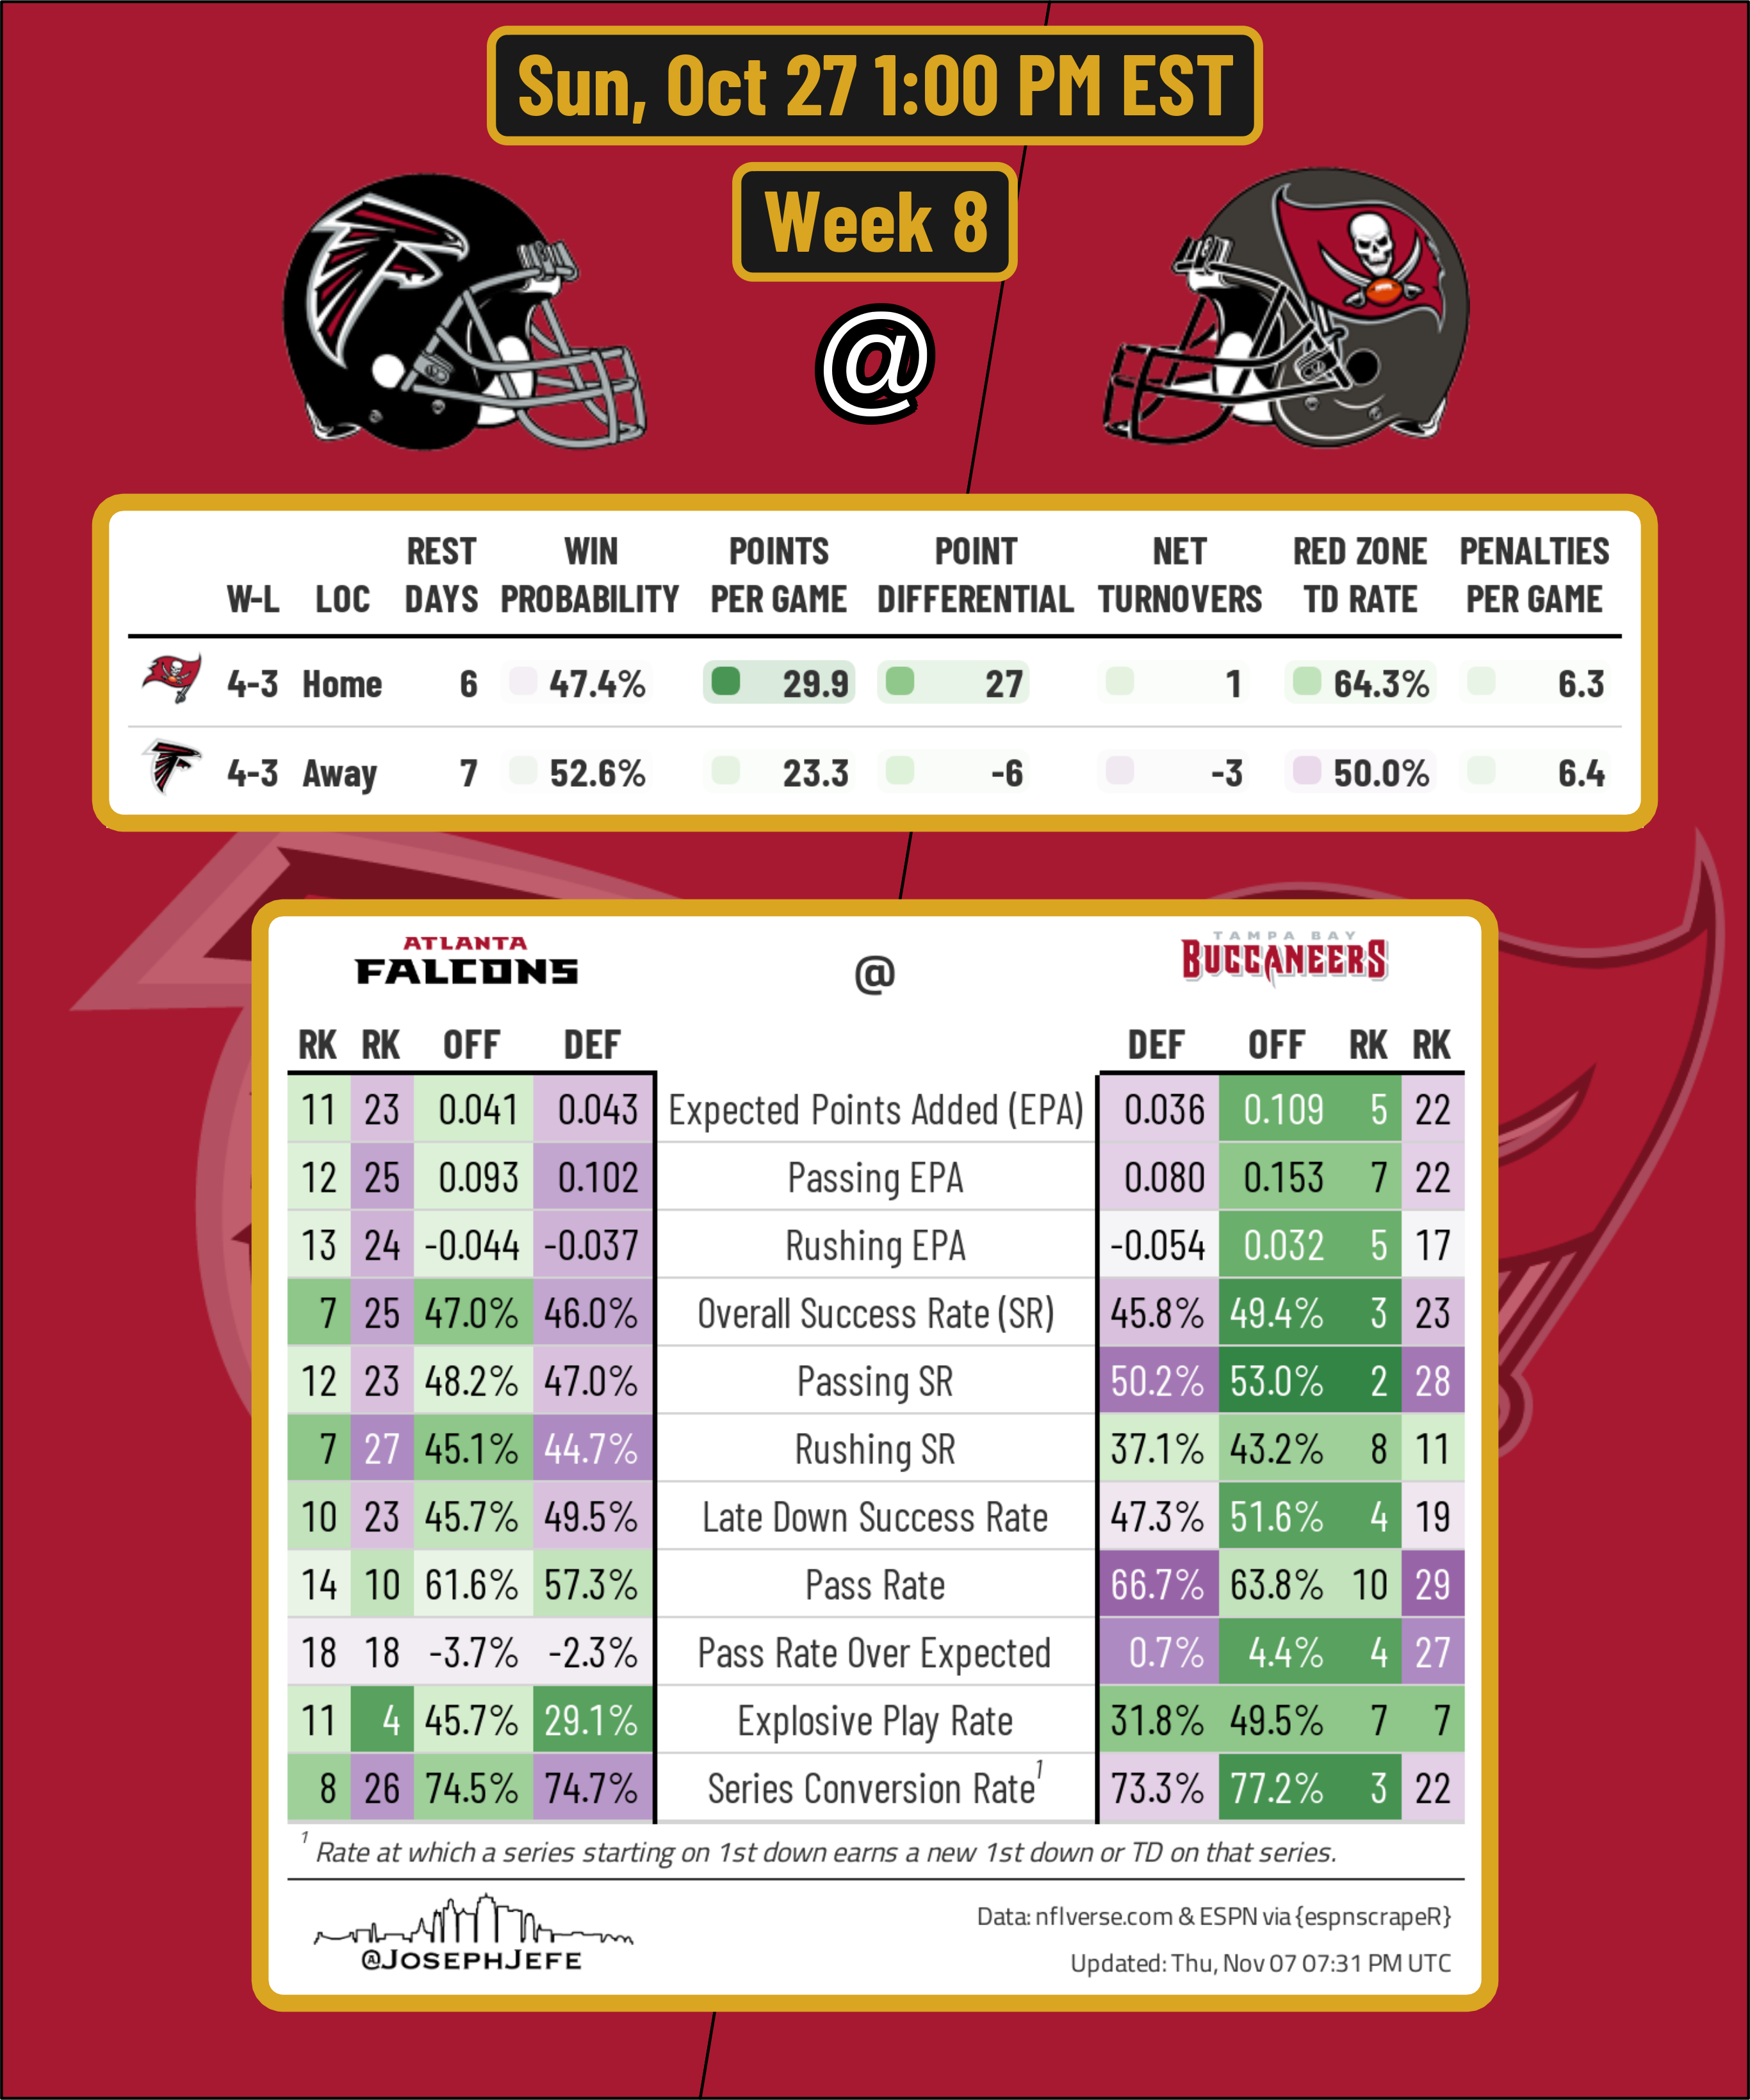 Sun, Oct 27 1:00 PM EST
Week 8
@
W-L LOC REST DAYS WIN PROBABILITY POINTS PER GAME POINT DIFFERENTIAL NET TURNOVERS RED ZONE TD RATE PENALTIES PER GAME
4-3 Home 6 47.4% 29.9 27 1 64.3% 6.3
4-3 Away 7 52.6% 23.3 -6 -3 50.0% 6.4
ATLANTA FALCONS @ TAMPA BAY BUCCANEERS
RK RK OFF DEF DEF OFF RK RK
11 23 0.041 0.043 Expected Points Added (EPA) 0.036 0.109 5 22
12 25 0.093 0.102 Passing EPA 0.080 0.153 7 22
13 24 -0.044 -0.037 Rushing EPA -0.054 0.032 5 17
7 25 47.0% 46.0% Overall Success Rate (SR) 45.8% 49.4% 3 23
12 23 48.2% 47.0% Passing SR 50.2% 53.0% 2 28
7 27 45.1% 44.7% Rushing SR 37.1% 43.2% 8 11
10 23 45.7% 49.5% Late Down Success Rate 47.3% 51.6% 4 19
14 10 61.6% 57.3% Pass Rate 66.7% 63.8% 10 29
18 18 -3.7% -2.3% Pass Rate Over Expected 0.7% 4.4% 4 27
11 4 45.7% 29.1% Explosive Play Rate 31.8% 49.5% 7 7
8 26 74.5% 74.7% Series Conversion Rate¹ 73.3% 77.2% 3 22
¹ Rate at which a series starting on 1st down earns a new 1st down or TD on that series.
@JOSEPHJEFE
Data: nflverse.com & ESPN via {espnscrapeR}
Updated: Thu, Nov 07 07:31 PM UTC